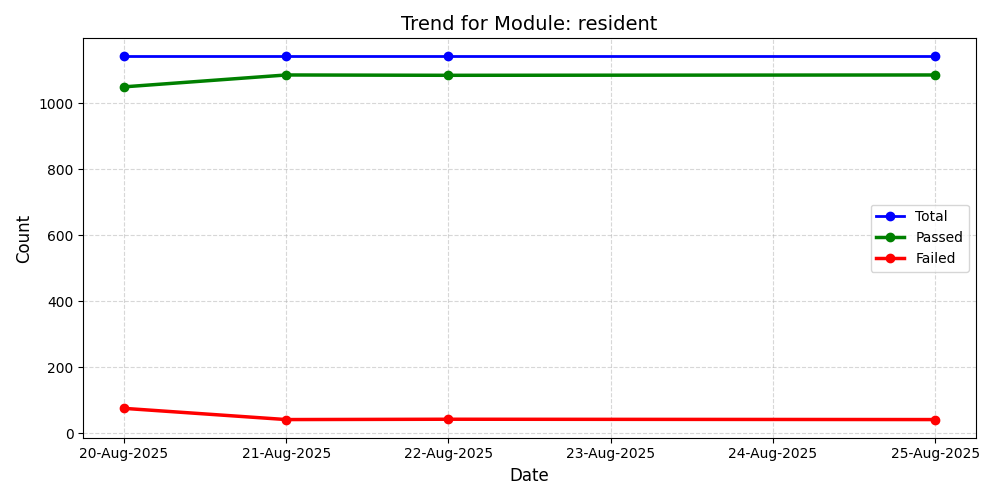 Trend for Module: resident
1000
800
600
400
200
0
Count
Total
Passed
Failed
20-Aug-2025
21-Aug-2025
22-Aug-2025
23-Aug-2025
24-Aug-2025
25-Aug-2025
Date